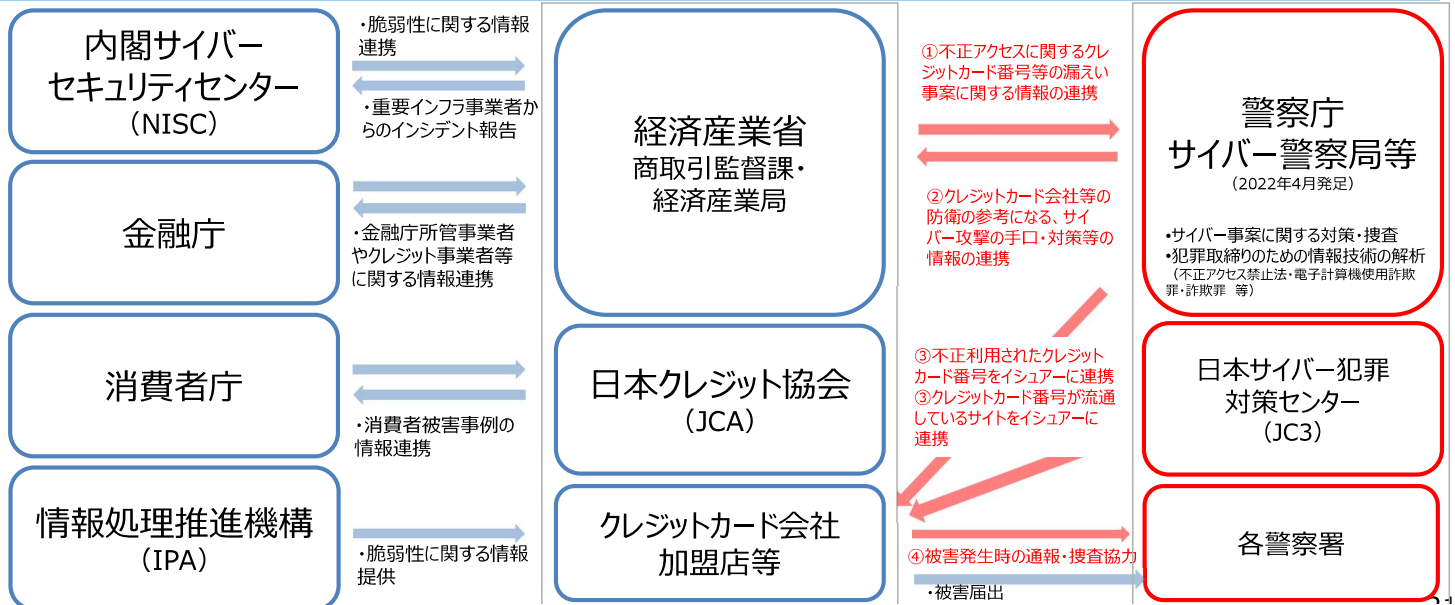 内閣サイバー
セキュリティセンター
（NISC）
・脆弱性に関する情報
連携
・重要インフラ事業者か
らのインシデント報告
金融庁
・金融庁所管事業者
やクレジット事業者等
に関する情報連携
消費者庁
・消費者被害事例の
情報連携
情報処理推進機構
（IPA）
・脆弱性に関する情報
提供
経済産業省
商取引監督課・
経済産業局
日本クレジット協会
（JCA）
クレジットカード会社
加盟店等
①不正アクセスに関するクレ
ジットカード番号等の漏えい
事案に関する情報の連携
②クレジットカード会社等の
防衛の参考になる、サイ
バー攻撃の手口・対策等の
情報の連携
③不正利用されたクレジット
カード番号をイシュアーに連携
③クレジットカード番号が流通
しているサイトをイシュアーに
連携
④被害発生時の通報・捜査協力
・被害届出
警察庁
サイバー警察局等
（2022年4月発足）
•サイバー事案に関する対策・捜査
•犯罪取締りのための情報技術の解析
（不正アクセス禁止法・電子計算機使用詐欺
罪・詐欺罪 等）
日本サイバー犯罪
対策センター
（JC3）
各警察署